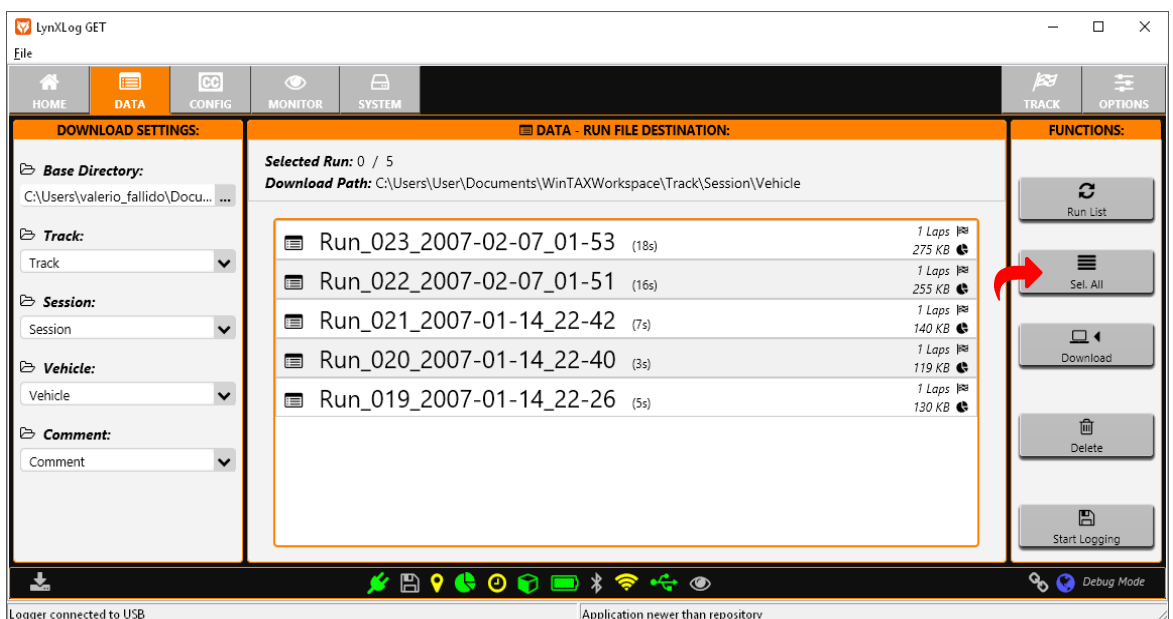 LynXLog GET
File
HOME
DATA
CC
CONFIG
MONITOR
SYSTEM
TRACK
OPTIONS
DOWNLOAD SETTINGS:
Base Directory:
C:\Users\valerio_fallido\Docu... ...
Track:
Track
Session:
Session
Vehicle:
Vehicle
Comment:
Comment
DATA - RUN FILE DESTINATION:
Selected Run: 0 / 5
Download Path: C:\Users\User\Documents\WinTAXWorkspace\Track\Session\Vehicle
Run_023_2007-02-07_01-53 (18s)
1 Laps
275 KB
Run_022_2007-02-07_01-51 (16s)
1 Laps
255 KB
Run_021_2007-01-14_22-42 (7s)
1 Laps
140 KB
Run_020_2007-01-14_22-40 (3s)
1 Laps
119 KB
Run_019_2007-01-14_22-26 (5s)
1 Laps
130 KB
FUNCTIONS:
Run List
Sel. All
Download
Delete
Start Logging
Debug Mode
Logger connected to USB
Application newer than repository